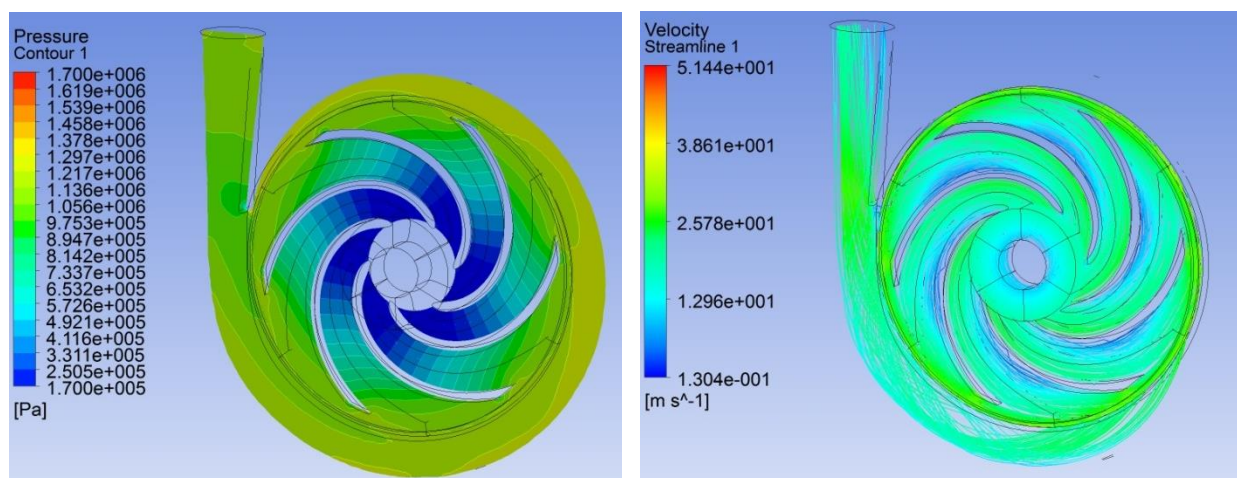 Pressure
Contour 1
1.700e+006
1.619e+006
1.539e+006
1.458e+006
1.378e+006
1.297e+006
1.217e+006
1.136e+006
1.056e+006
9.753e+005
8.947e+005
8.142e+005
7.337e+005
6.532e+005
5.726e+005
4.921e+005
4.116e+005
3.311e+005
2.505e+005
1.700e+005
[Pa]
Velocity
Streamline 1
5.144e+001
3.861e+001
2.578e+001
1.296e+001
1.304e-001
[m s^-1]